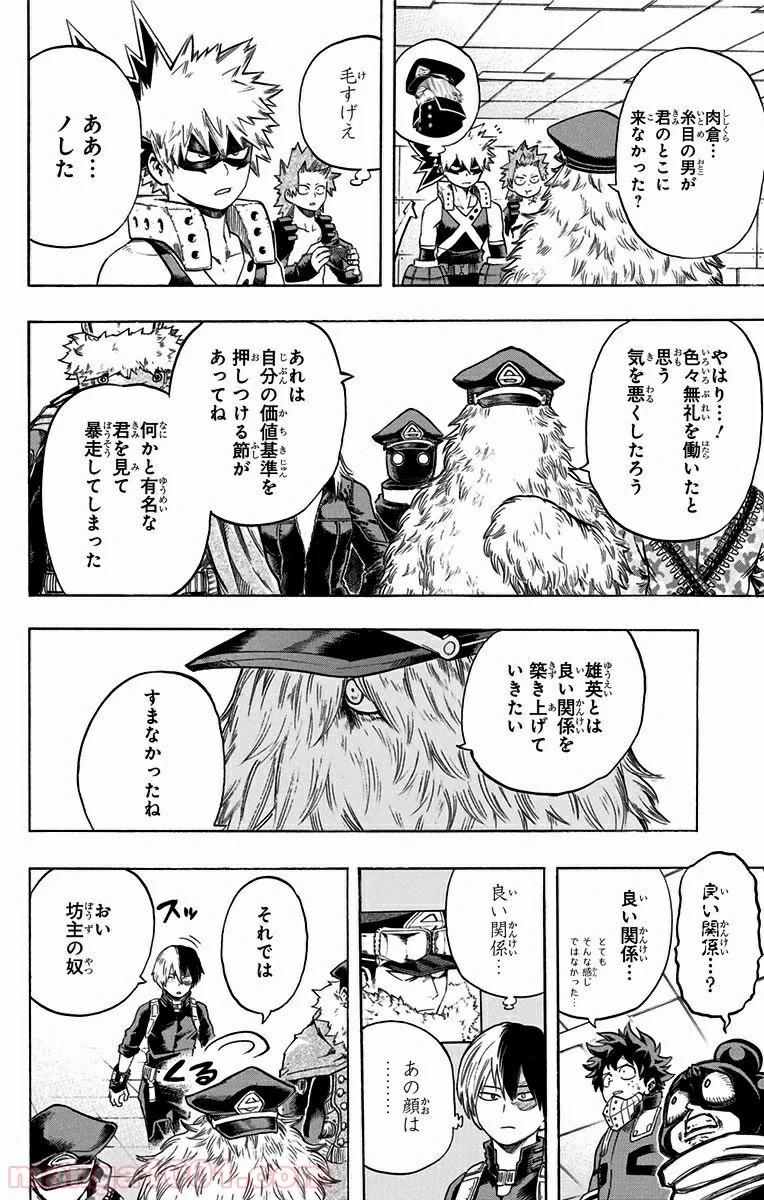 肉倉…
糸目の男が
君のとこに
来なかった?
毛すげえ
ああ…
ノした
やはり…!
色々無礼を働いたと
思う
気を悪くしたろう
あれは
自分の価値基準を
押しつける節が
あってね
何かと有名な
君を見て
暴走してしまった
雄英とは
良い関係を
築き上げて
いきたい
すまなかったね
良い関係…?
良い関係…
とても
そんな感じ
ではなかった…
良い関係…
あの顔は
………
それでは
くるっ
スッ
おい
坊主の奴